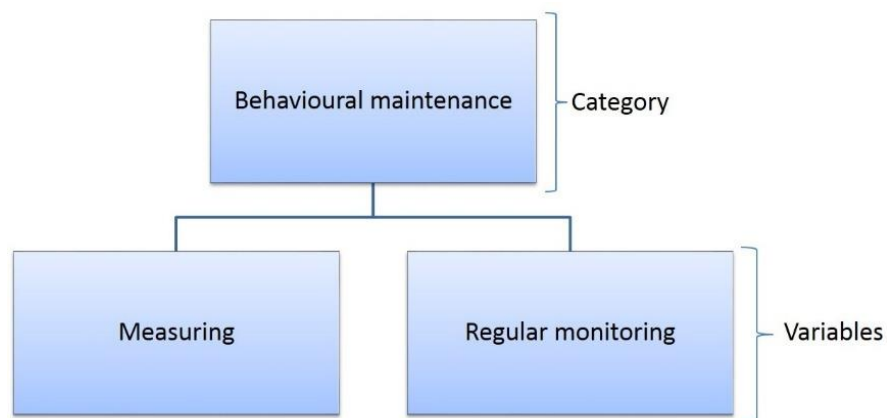 Behavioural maintenance
Category
Measuring
Regular monitoring
Variables